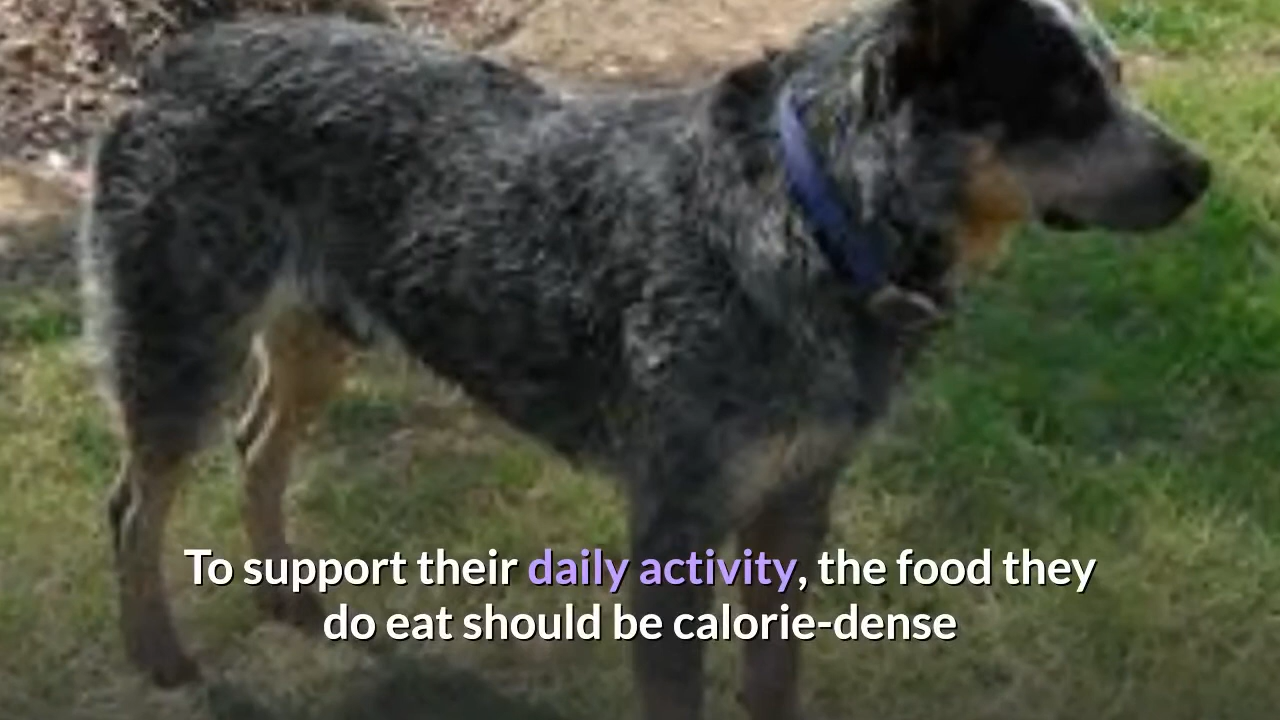 To support their daily activity, the food they
do eat should be calorie-dense